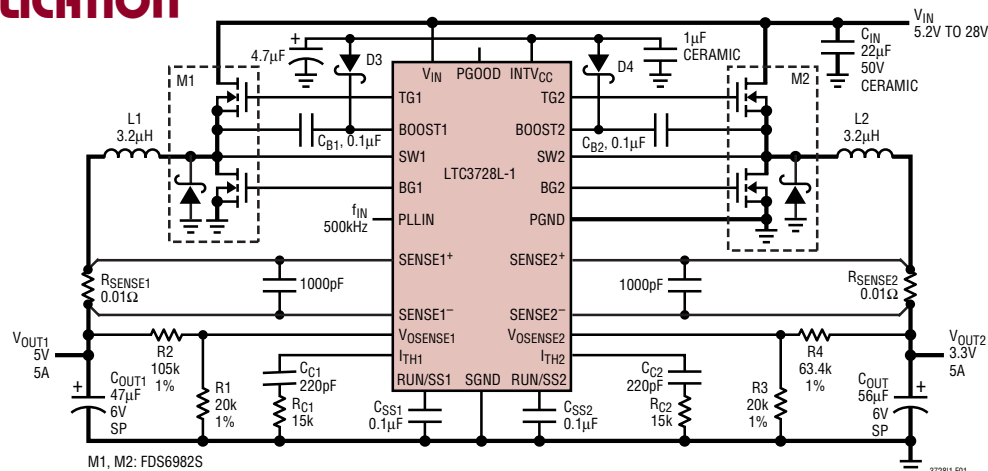 V_IN
5.2V TO 28V
C_IN
22μF
50V
CERAMIC
4.7μF
+
D3
1μF
CERAMIC
D4
M1
M2
V_IN
PGOOD
INTV_CC
TG1
TG2
BOOST1
BOOST2
C_B1, 0.1μF
C_B2, 0.1μF
L1
3.2μH
L2
3.2μH
SW1
SW2
LTC3728L-1
BG1
BG2
f_IN
500kHz
PLLIN
PGND
SENSE1+
SENSE2+
R_SENSE1
0.01Ω
1000pF
1000pF
R_SENSE2
0.01Ω
SENSE1–
SENSE2–
V_OSENSE1
V_OSENSE2
V_OUT1
5V
5A
R2
105k
1%
R4
63.4k
1%
V_OUT2
3.3V
5A
I_TH1
I_TH2
+
C_OUT1
47μF
6V
SP
R1
20k
1%
C_C1
220pF
R_C1
15k
RUN/SS1
SGND
RUN/SS2
C_SS1
0.1μF
C_SS2
0.1μF
C_C2
220pF
R_C2
15k
R3
20k
1%
C_OUT
56μF
6V
SP
+
M1, M2: FDS6982S
3728l1 F01